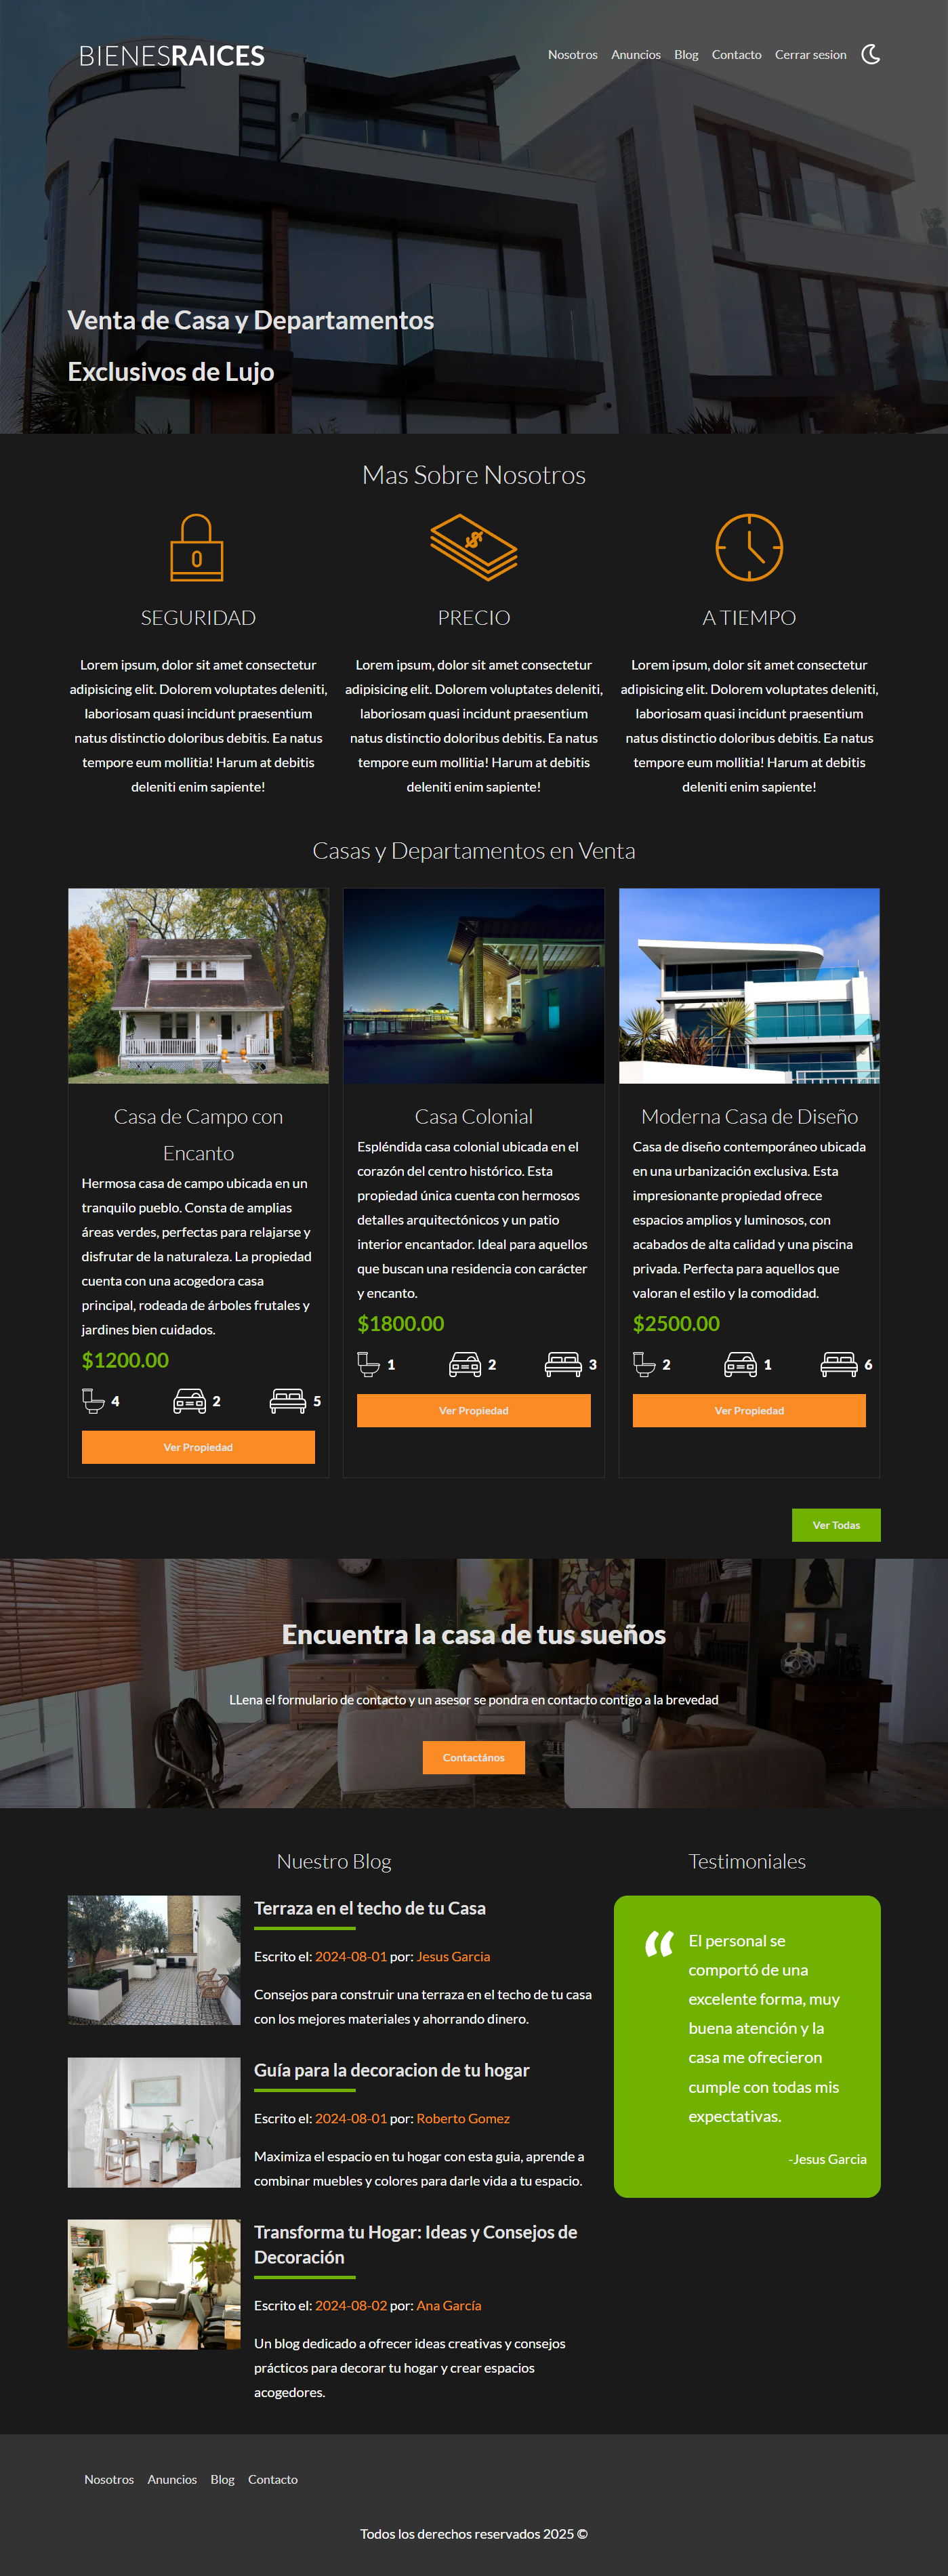 BIENESRAICES
Nosotros Anuncios Blog Contacto Cerrar sesion
Venta de Casa y Departamentos
Exclusivos de Lujo
Mas Sobre Nosotros
SEGURIDAD
Lorem ipsum, dolor sit amet consectetur
adipisicing elit. Dolorem voluptates deleniti,
laboriosam quasi incidunt praesentium
natus distinctio doloribus debitis. Ea natus
tempore eum mollitia! Harum at debitis
deleniti enim sapiente!
PRECIO
Lorem ipsum, dolor sit amet consectetur
adipisicing elit. Dolorem voluptates deleniti,
laboriosam quasi incidunt praesentium
natus distinctio doloribus debitis. Ea natus
tempore eum mollitia! Harum at debitis
deleniti enim sapiente!
A TIEMPO
Lorem ipsum, dolor sit amet consectetur
adipisicing elit. Dolorem voluptates deleniti,
laboriosam quasi incidunt praesentium
natus distinctio doloribus debitis. Ea natus
tempore eum mollitia! Harum at debitis
deleniti enim sapiente!
Casas y Departamentos en Venta
Casa de Campo con
Encanto
Hermosa casa de campo ubicada en un
tranquilo pueblo. Consta de amplias
áreas verdes, perfectas para relajarse y
disfrutar de la naturaleza. La propiedad
cuenta con una acogedora casa
principal, rodeada de árboles frutales y
jardines bien cuidados.
$1200.00
4 2 5
Ver Propiedad
Casa Colonial
Espléndida casa colonial ubicada en el
corazón del centro histórico. Esta
propiedad única cuenta con hermosos
detalles arquitectónicos y un patio
interior encantador. Ideal para aquellos
que buscan una residencia con carácter
y encanto.
$1800.00
1 2 3
Ver Propiedad
Moderna Casa de Diseño
Casa de diseño contemporáneo ubicada
en una urbanización exclusiva. Esta
impresionante propiedad ofrece
espacios amplios y luminosos, con
acabados de alta calidad y una piscina
privada. Perfecta para aquellos que
valoran el estilo y la comodidad.
$2500.00
2 1 6
Ver Propiedad
Ver Todas
Encuentra la casa de tus sueños
LLena el formulario de contacto y un asesor se pondra en contacto contigo a la brevedad
Contactános
Nuestro Blog
Terraza en el techo de tu Casa
Escrito el: 2024-08-01 por: Jesus Garcia
Consejos para construir una terraza en el techo de tu casa
con los mejores materiales y ahorrando dinero.
Guía para la decoracion de tu hogar
Escrito el: 2024-08-01 por: Roberto Gomez
Maximiza el espacio en tu hogar con esta guia, aprende a
combinar muebles y colores para darle vida a tu espacio.
Transforma tu Hogar: Ideas y Consejos de
Decoración
Escrito el: 2024-08-02 por: Ana García
Un blog dedicado a ofrecer ideas creativas y consejos
prácticos para decorar tu hogar y crear espacios
acogedores.
Testimoniales
El personal se
comportó de una
excelente forma, muy
buena atención y la
casa me ofrecieron
cumple con todas mis
expectativas.
-Jesus Garcia
Nosotros Anuncios Blog Contacto
Todos los derechos reservados 2025 ©